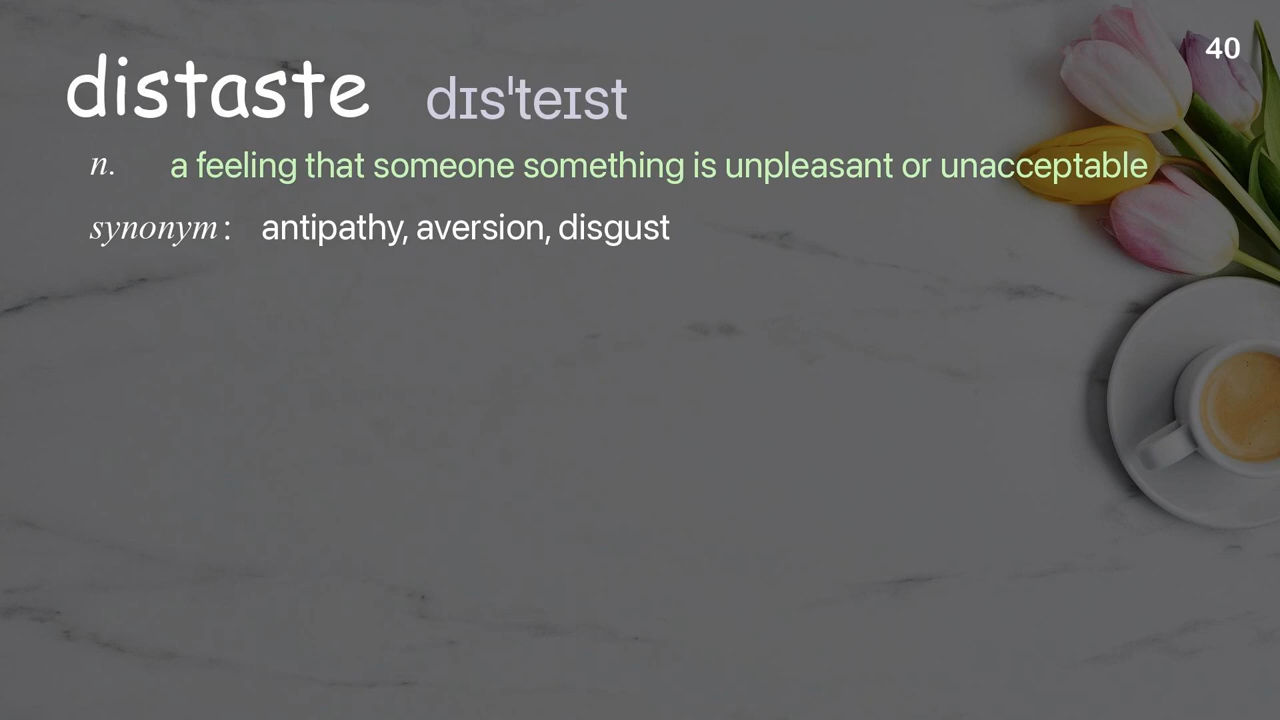 40
distaste dɪsˈteɪst
n. a feeling that someone something is unpleasant or unacceptable
synonym: antipathy, aversion, disgust